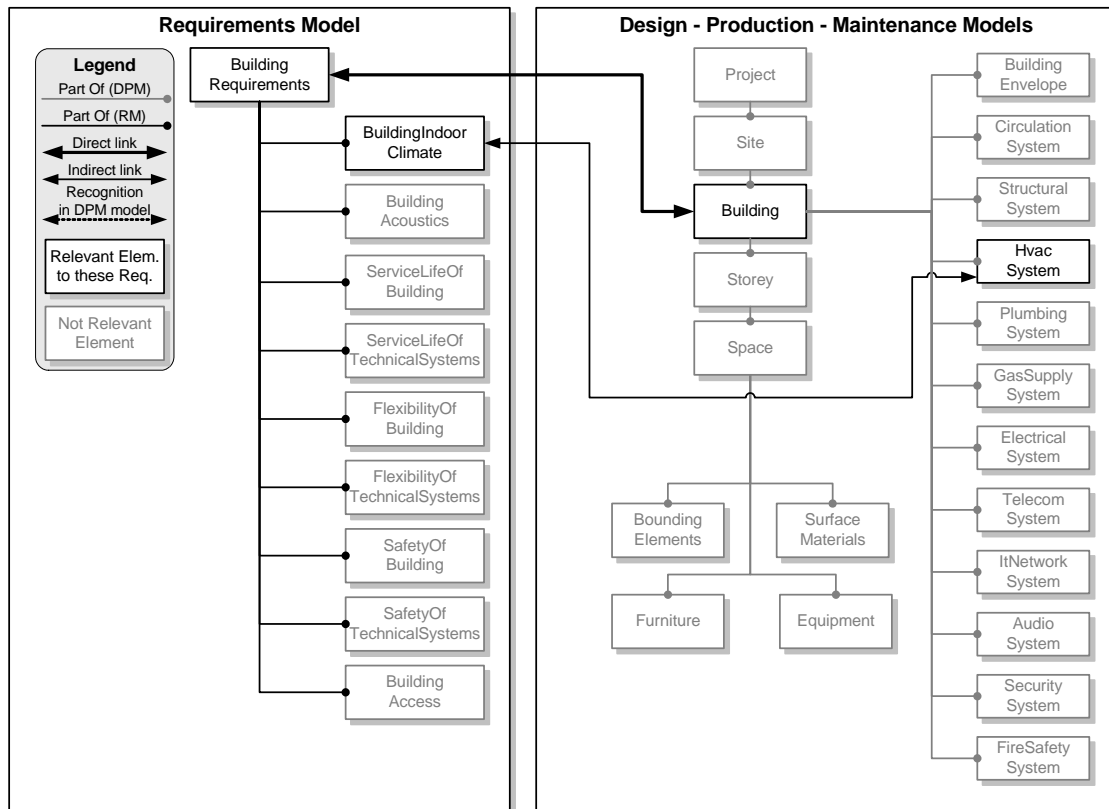 Requirements Model
Legend
Part Of (DPM)
Part Of (RM)
Direct link
Indirect link
Recognition
in DPM model
Relevant Elem.
to these Req.
Not Relevant
Element
Building
Requirements
BuildingIndoor
Climate
Building
Acoustics
ServiceLifeOf
Building
ServiceLifeOf
TechnicalSystems
FlexibilityOf
Building
FlexibilityOf
TechnicalSystems
SafetyOf
Building
SafetyOf
TechnicalSystems
Building
Access
Design - Production - Maintenance Models
Project
Site
Building
Storey
Space
Bounding
Elements
Surface
Materials
Furniture
Equipment
Building
Envelope
Circulation
System
Structural
System
Hvac
System
Plumbing
System
GasSupply
System
Electrical
System
Telecom
System
ItNetwork
System
Audio
System
Security
System
FireSafety
System